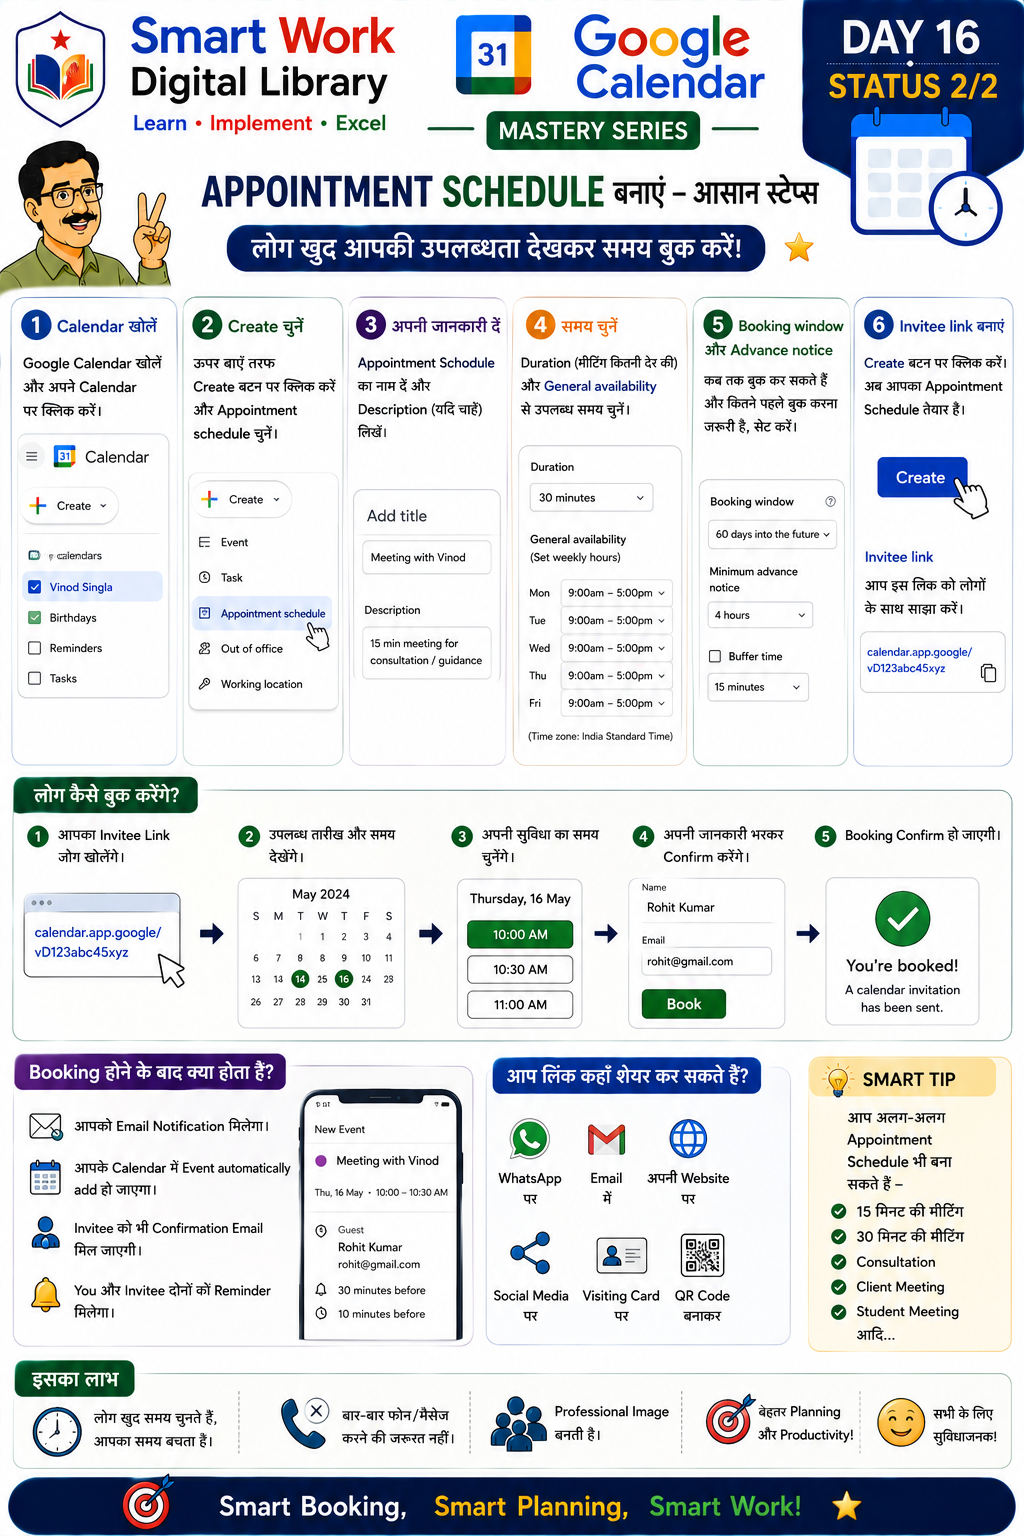 Smart Work
Digital Library
Learn • Implement • Excel
31
Google
Calendar
MASTERY SERIES
DAY 16
STATUS 2/2
APPOINTMENT SCHEDULE बनाएं – आसान स्टेप्स
लोग खुद आपकी उपलब्धता देखकर समय बुक करें!
1 Calendar खोलें
Google Calendar खोलें
और अपने Calendar
पर क्लिक करें।
31 Calendar
Create
calendars
Vinod Singla
Birthdays
Reminders
Tasks
2 Create चुनें
ऊपर बाएँ तरफ
Create बटन पर क्लिक करें
और Appointment
schedule चुनें।
Create
Event
Task
Appointment schedule
Out of office
Working location
3 अपनी जानकारी दें
Appointment Schodule
का नाम दें और
Description (यदि चाहें)
लिखें।
Add title
Meeting with Vinod
Description
15 min meeting for
consultation / guidance
4 समय चुनें
Duration (मीटिंग कितनी देर की)
और General availability
से उपलब्ध समय चुनें।
Duration
30 minutes
General availability
(Set weekly hours)
Mon 9:00am – 5:00pm
Tue 9:00am – 5:00pm
Wed 9:00am – 5:00pm
Thu 9:00am – 5:00pm
Fri 9:00am – 5:00pm
(Time zone: India Standard Time)
5 Booking window
और Advance notice
कब तक बुक कर सकते हैं
और कितने पहले बुक करना
जरूरी है, सेट करें।
Booking window ?
60 days into the future
Minimum advance
notice
4 hours
Buffer time
15 minutes
6 Invitee link बनाएं
Create बटन पर क्लिक करें।
अब आपका Appointment
Schedule तैयार है।
Create
Invitee link
आप इस लिंक को लोगों
के साथ साझा करें।
calendar.app.google/
vD123abc45xyz
लोग कैसे बुक करेंगे?
1 आपका Invitee Link
जोग खोलेंगे।
calendar.app.google/
vD123abc45xyz
2 उपलब्ध तारीख और समय
देखेंगे।
May 2024
S M T W T F S
1 1 2 3 4
6 7 8 8 9 10 11
13 13 14 25 16 24 28
26 27 28 29 30 31
3 अपनी सुविधा का समय
चुनेंगे।
Thursday, 16 May
10:00 AM
10:30 AM
11:00 AM
4 अपनी जानकारी भरकर
Confirm करेंगे।
Name
Rohit Kumar
Email
rohit@gmail.com
Book
5 Booking Confirm हो जाएगी।
You're booked!
A calendar invitation
has been sent.
Booking होने के बाद क्या होता हैं?
आपको Email Notification मिलेगा।
आपके Calendar में Event automatically
add हो जाएगा।
Invitee को भी Confirmation Email
मिल जाएगी।
You और Invitee दोनों कों Reminder
मिलेगा।
New Event
Meeting with Vinod
Thu, 16 May • 10:00 – 10:30 AM
Guest
Rohit Kumar
rohit@gmail.com
30 minutes before
10 minutes before
आप लिंक कहाँ शेयर कर सकते हैं?
WhatsApp
पर
Email
में
अपनी Website
पर
Social Media
पर
Visiting Card
पर
QR Code
बनाकर
SMART TIP
आप अलग-अलग
Appointment
Schedule भी बना
सकते हैं –
15 मिनट की मीटिंग
30 मिनट की मीटिंग
Consultation
Client Meeting
Student Meeting
आदि...
इसका लाभ
लोग खुद समय चुनते हैं,
आपका समय बचता हैं।
बार-बार फोन/मैसेज
करने की जरूरत नहीं।
Professional Image
बनती है।
बेहतर Planning
और Productivity!
सभी के लिए
सुविधाजनक!
Smart Booking, Smart Planning, Smart Work!